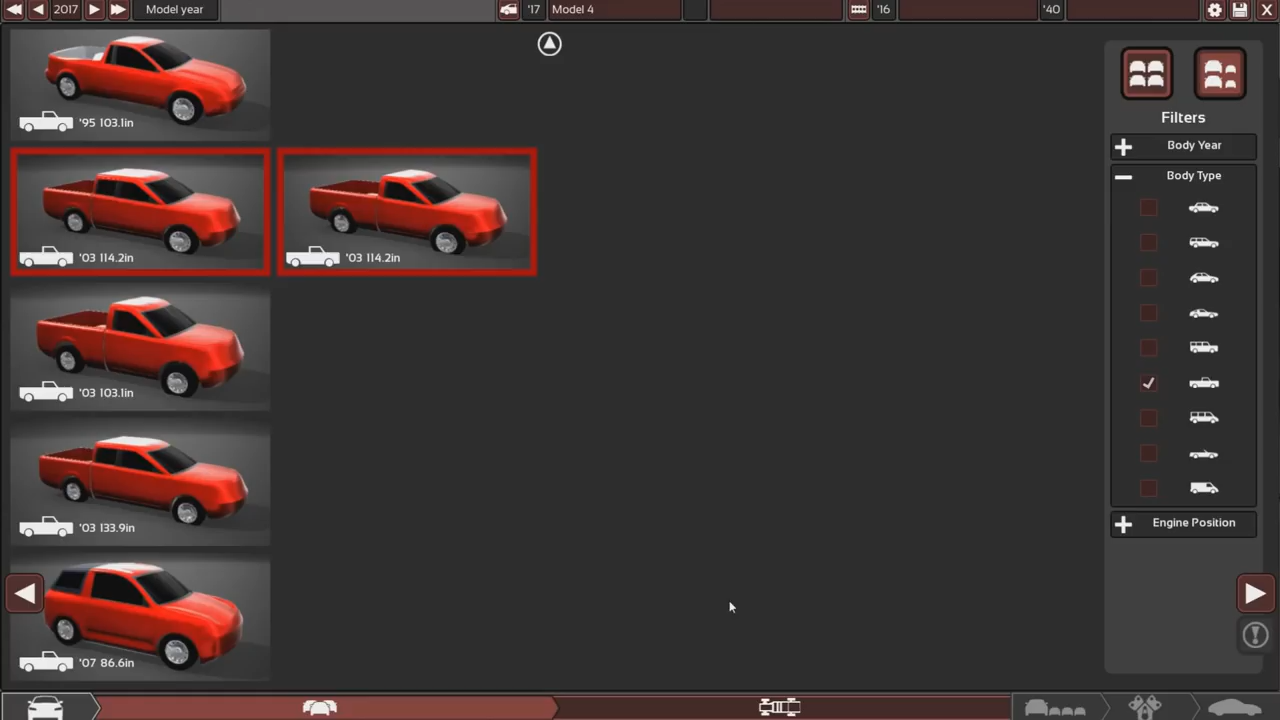 2017 Model year '17 Model 4 '16 '40
'95 103.1in
'03 114.2in '03 114.2in
'03 103.1in
'03 133.9in
'07 86.6in
Filters
Body Year
Body Type
Engine Position